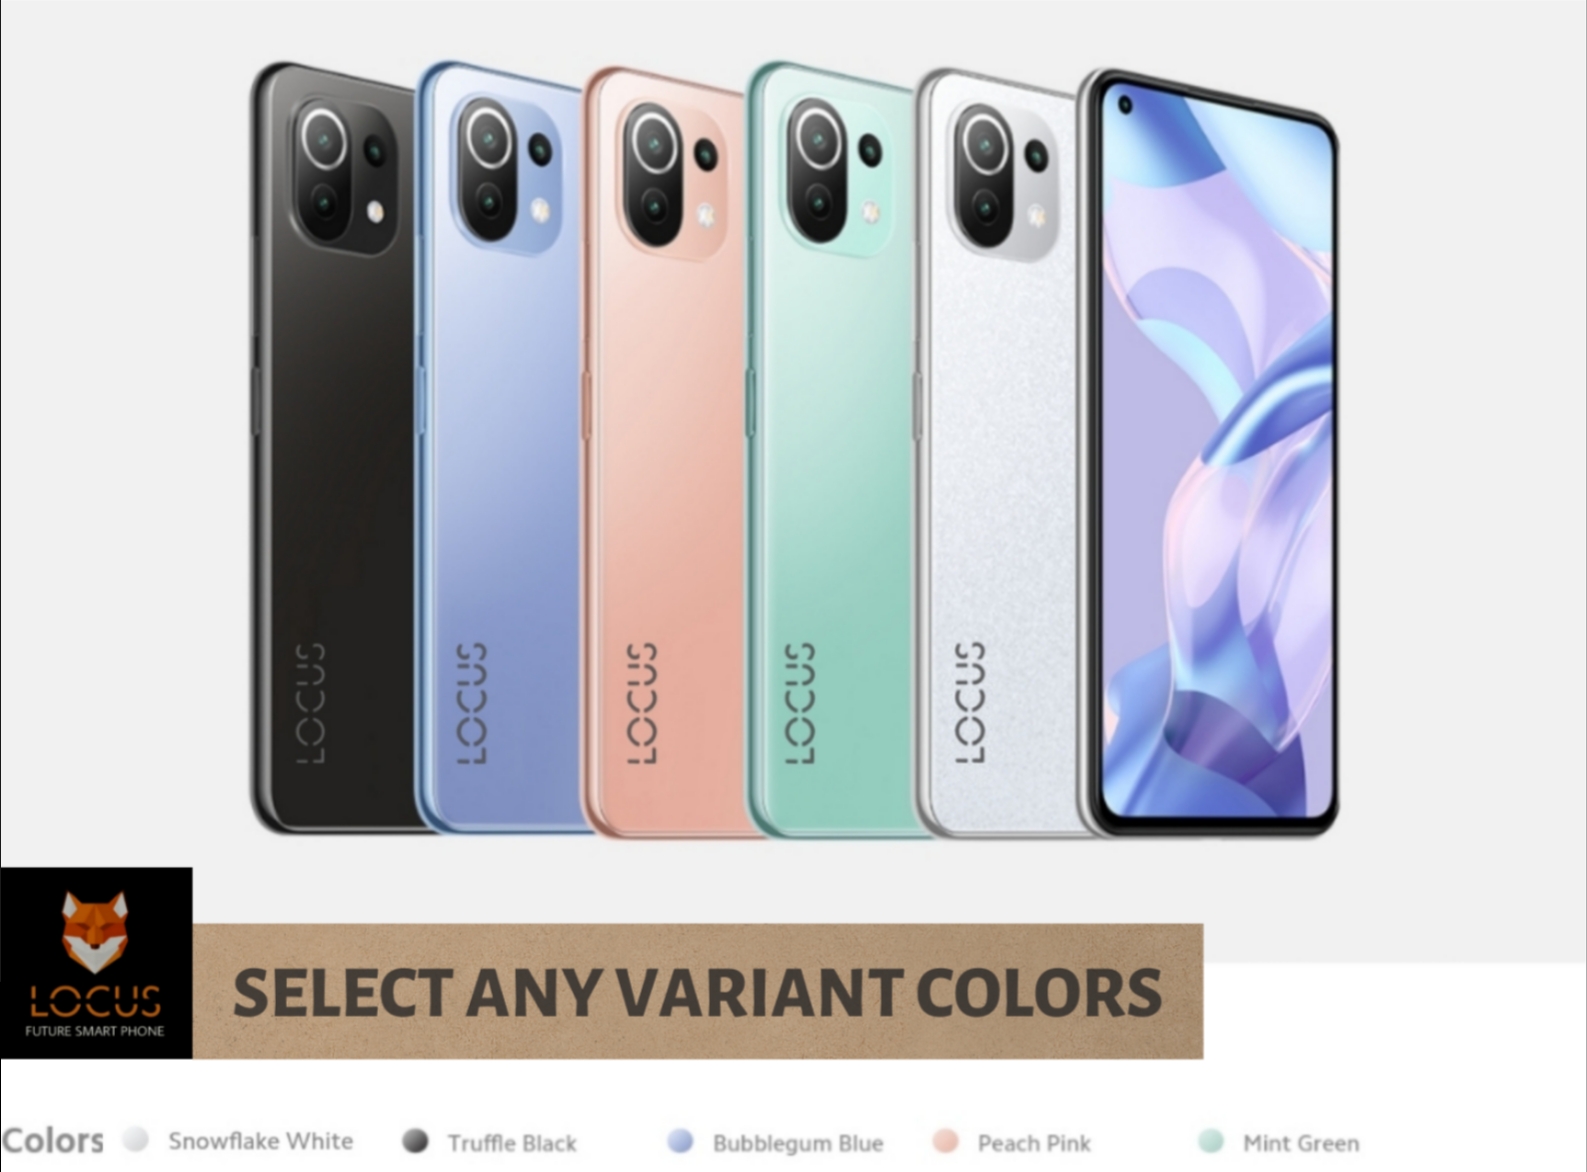 LOCUS
LOCUS
LOCUS
LOCUS
LOCUS
LOCUS
FUTURE SMART PHONE
SELECT ANY VARIANT COLORS
Colors Snowflake White Truffle Black Bubblegum Blue Peach Pink Mint Green